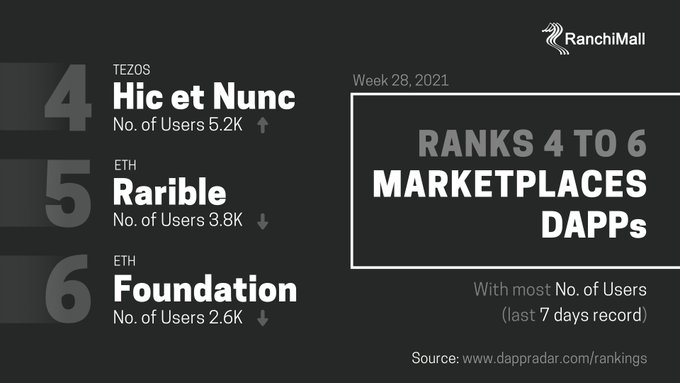 RanchiMall
4
TEZOS
Hic et Nunc
No. of Users 5.2K
5
ETH
Rarible
No. of Users 3.8K
6
ETH
Foundation
No. of Users 2.6K
Week 28, 2021
RANKS 4 TO 6
MARKETPLACES
DAPPs
With most No. of Users
(last 7 days record)
Source: www.dappradar.com/rankings